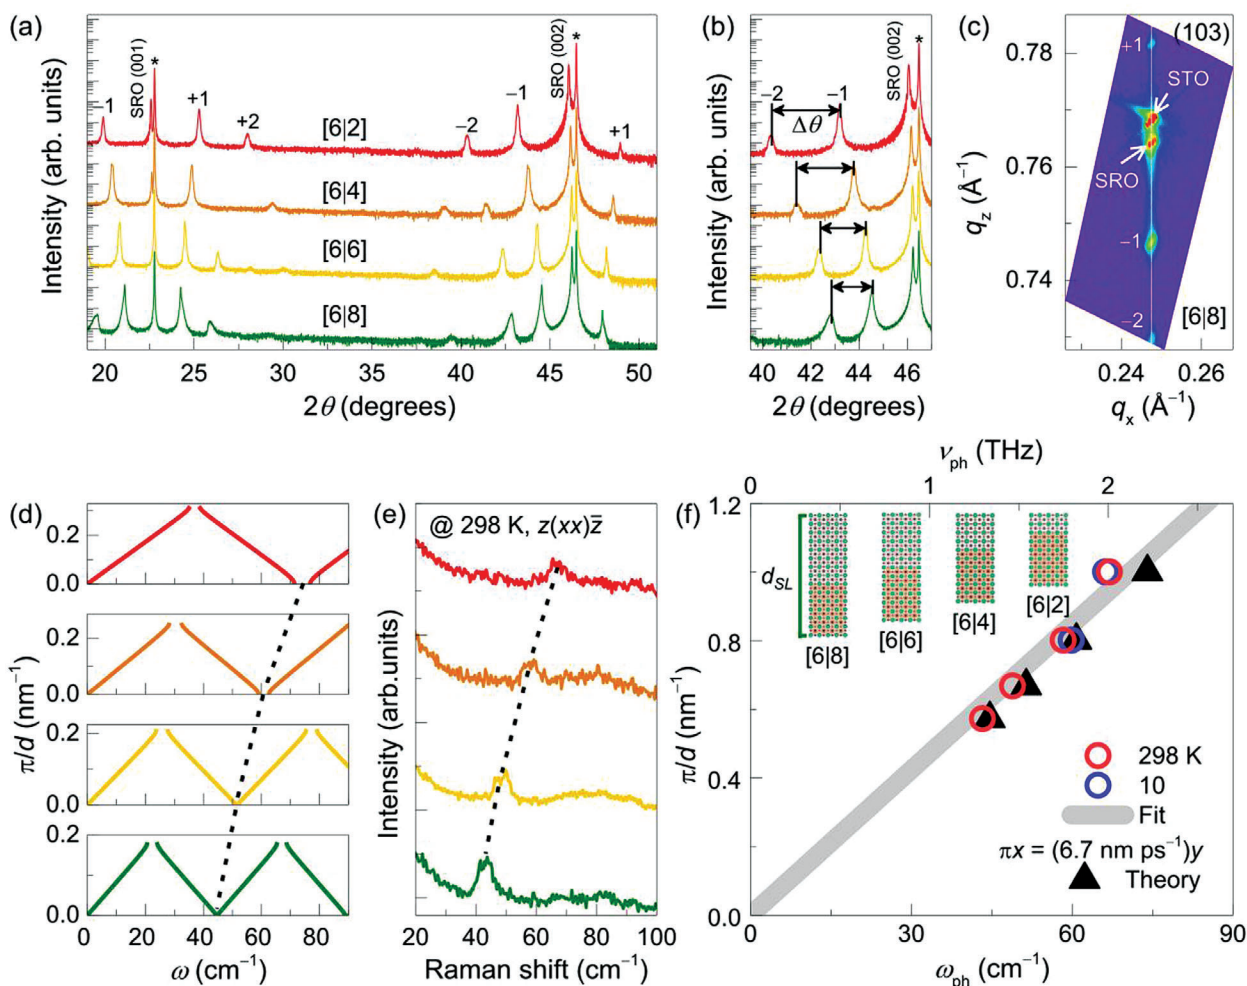 (a)
Intensity (arb. units)
−1
SRO (001)
*
+1
+2
−2
−1
SRO (002)
*
+1
[6|2]
[6|4]
[6|6]
[6|8]
20 25 30 35 40 45 50
2θ (degrees)
(b)
Intensity (arb. units)
−2
−1
SRO (002)
*
Δθ
40 42 44 46
2θ (degrees)
(c)
(103)
+1
STO
SRO
−1
−2
[6|8]
0.78
0.76
0.74
qz (Å−1)
0.24 0.26
qx (Å−1)
(d)
0.2
0.0
0.2
0.0
0.2
0.0
0.2
0.0
π/d (nm−1)
0 40 80
ω (cm−1)
(e)
@ 298 K, z(xx)z̅
Intensity (arb.units)
20 40 60 80 100
Raman shift (cm−1)
νph (THz)
0 1 2
(f)
1.2
0.8
0.4
0.0
π/d (nm−1)
dSL
[6|8]
[6|6]
[6|4]
[6|2]
298 K
10
Fit
πx = (6.7 nm ps−1)y
Theory
0 30 60 90
ωph (cm−1)